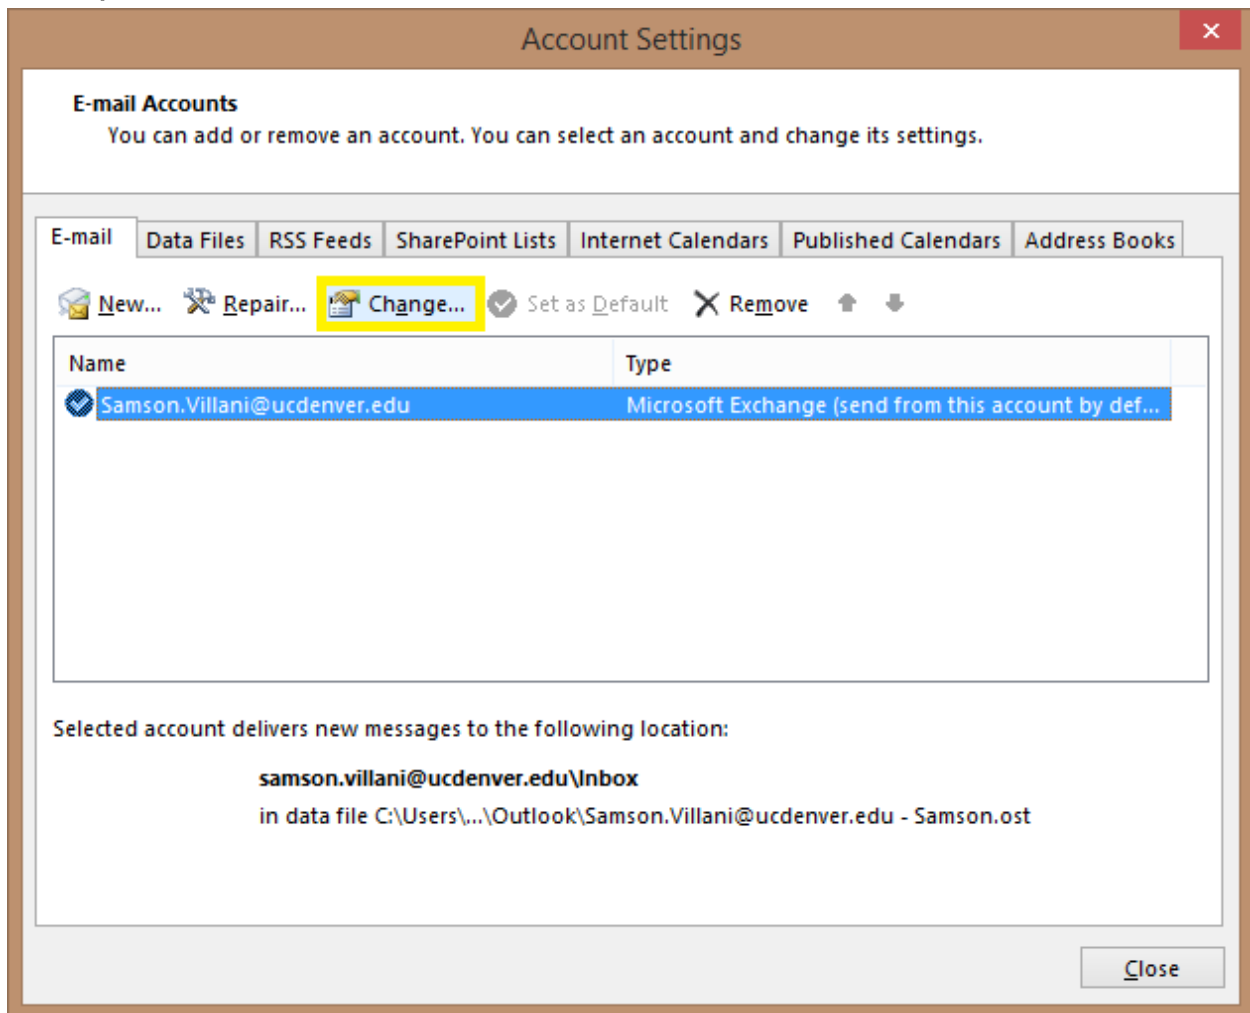 Account Settings
E-mail Accounts
You can add or remove an account. You can select an account and change its settings.
E-mail Data Files RSS Feeds SharePoint Lists Internet Calendars Published Calendars Address Books
New... Repair... Change... Set as Default Remove
Name Type
Samson.Villani@ucdenver.edu Microsoft Exchange (send from this account by def...
Selected account delivers new messages to the following location:
samson.villani@ucdenver.edu\Inbox
in data file C:\Users\...\Outlook\Samson.Villani@ucdenver.edu - Samson.ost
Close